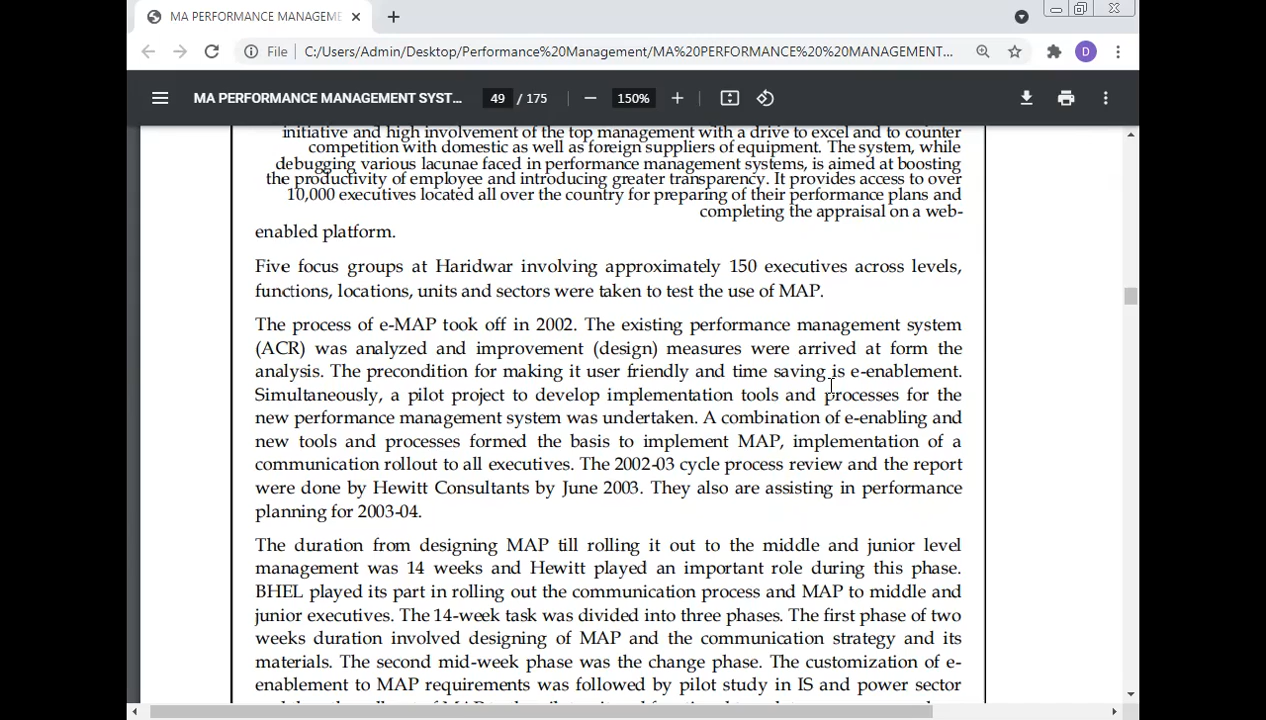 MA PERFORMANCE MANAGEME
File C:/Users/Admin/Desktop/Performance%20Management/MA%20PERFORMANCE%20%20MANAGEMENT...
D
MA PERFORMANCE MANAGEMENT SYST... 49 / 175 150%
initiative and high involvement of the top management with a drive to excel and to counter
competition with domestic as well as foreign suppliers of equipment. The system, while
debugging various lacunae faced in performance management systems, is aimed at boosting
the productivity of employee and introducing greater transparency. It provides access to over
10,000 executives located all over the country for preparing of their performance plans and
completing the appraisal on a web-
enabled platform.
Five focus groups at Haridwar involving approximately 150 executives across levels,
functions, locations, units and sectors were taken to test the use of MAP.
The process of e-MAP took off in 2002. The existing performance management system
(ACR) was analyzed and improvement (design) measures were arrived at form the
analysis. The precondition for making it user friendly and time saving is e-enablement.
Simultaneously, a pilot project to develop implementation tools and processes for the
new performance management system was undertaken. A combination of e-enabling and
new tools and processes formed the basis to implement MAP, implementation of a
communication rollout to all executives. The 2002-03 cycle process review and the report
were done by Hewitt Consultants by June 2003. They also are assisting in performance
planning for 2003-04.
The duration from designing MAP till rolling it out to the middle and junior level
management was 14 weeks and Hewitt played an important role during this phase.
BHEL played its part in rolling out the communication process and MAP to middle and
junior executives. The 14-week task was divided into three phases. The first phase of two
weeks duration involved designing of MAP and the communication strategy and its
materials. The second mid-week phase was the change phase. The customization of e-
enablement to MAP requirements was followed by pilot study in IS and power sector